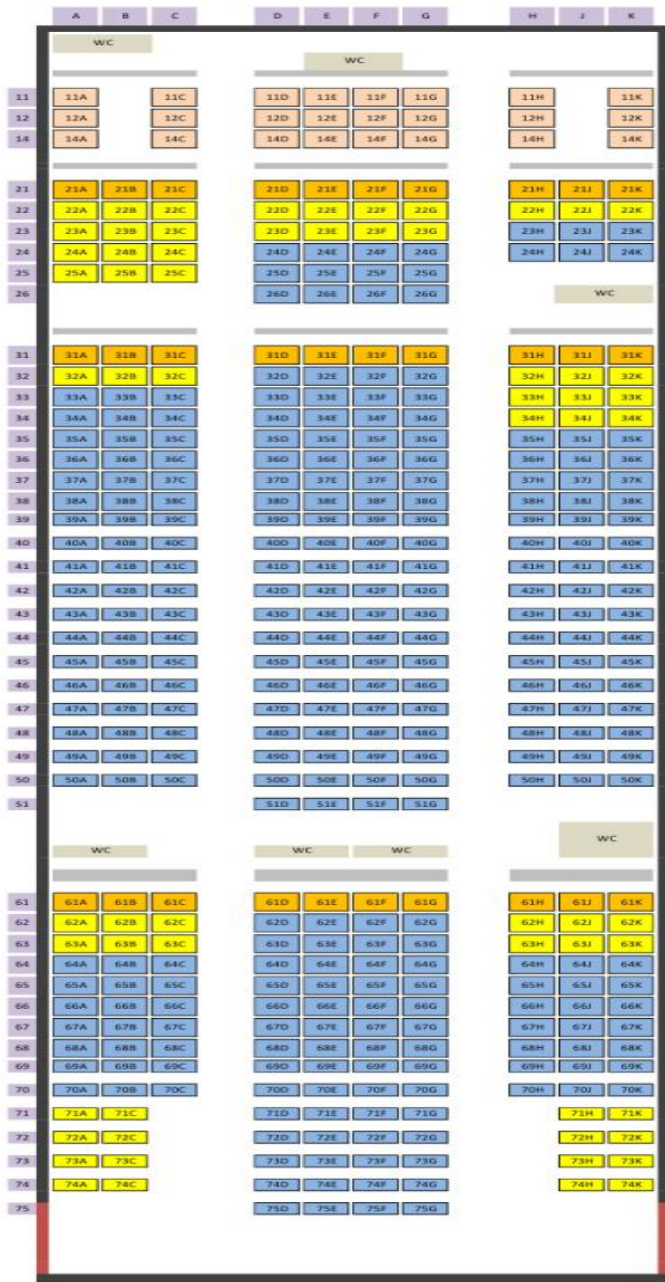 A B C D E F G H J K
WC
WC
11 11A 11C 11D 11E 11F 11G 11H 11K
12 12A 12C 12D 12E 12F 12G 12H 12K
14 14A 14C 14D 14E 14F 14G 14H 14K
21 21A 21B 21C 21D 21E 21F 21G 21H 21J 21K
22 22A 22B 22C 22D 22E 22F 22G 22H 22J 22K
23 23A 23B 23C 23D 23E 23F 23G 23H 23J 23K
24 24A 24B 24C 24D 24E 24F 24G 24H 24J 24K
25 25A 25B 25C 25D 25E 25F 25G
26 26D 26E 26F 26G WC
31 31A 31B 31C 31D 31E 31F 31G 31H 31J 31K
32 32A 32B 32C 32D 32E 32F 32G 32H 32J 32K
33 33A 33B 33C 33D 33E 33F 33G 33H 33J 33K
34 34A 34B 34C 34D 34E 34F 34G 34H 34J 34K
35 35A 35B 35C 35D 35E 35F 35G 35H 35J 35K
36 36A 36B 36C 36D 36E 36F 36G 36H 36J 36K
37 37A 37B 37C 37D 37E 37F 37G 37H 37J 37K
38 38A 38B 38C 38D 38E 38F 38G 38H 38J 38K
39 39A 39B 39C 39D 39E 39F 39G 39H 39J 39K
40 40A 40B 40C 40D 40E 40F 40G 40H 40J 40K
41 41A 41B 41C 41D 41E 41F 41G 41H 41J 41K
42 42A 42B 42C 42D 42E 42F 42G 42H 42J 42K
43 43A 43B 43C 43D 43E 43F 43G 43H 43J 43K
44 44A 44B 44C 44D 44E 44F 44G 44H 44J 44K
45 45A 45B 45C 45D 45E 45F 45G 45H 45J 45K
46 46A 46B 46C 46D 46E 46F 46G 46H 46J 46K
47 47A 47B 47C 47D 47E 47F 47G 47H 47J 47K
48 48A 48B 48C 48D 48E 48F 48G 48H 48J 48K
49 49A 49B 49C 49D 49E 49F 49G 49H 49J 49K
50 50A 50B 50C 50D 50E 50F 50G 50H 50J 50K
51 51D 51E 51F 51G
WC WC WC WC
61 61A 61B 61C 61D 61E 61F 61G 61H 61J 61K
62 62A 62B 62C 62D 62E 62F 62G 62H 62J 62K
63 63A 63B 63C 63D 63E 63F 63G 63H 63J 63K
64 64A 64B 64C 64D 64E 64F 64G 64H 64J 64K
65 65A 65B 65C 65D 65E 65F 65G 65H 65J 65K
66 66A 66B 66C 66D 66E 66F 66G 66H 66J 66K
67 67A 67B 67C 67D 67E 67F 67G 67H 67J 67K
68 68A 68B 68C 68D 68E 68F 68G 68H 68J 68K
69 69A 69B 69C 69D 69E 69F 69G 69H 69J 69K
70 70A 70B 70C 70D 70E 70F 70G 70H 70J 70K
71 71A 71C 71D 71E 71F 71G 71H 71K
72 72A 72C 72D 72E 72F 72G 72H 72K
73 73A 73C 73D 73E 73F 73G 73H 73K
74 74A 74C 74D 74E 74F 74G 74H 74K
75 75D 75E 75F 75G